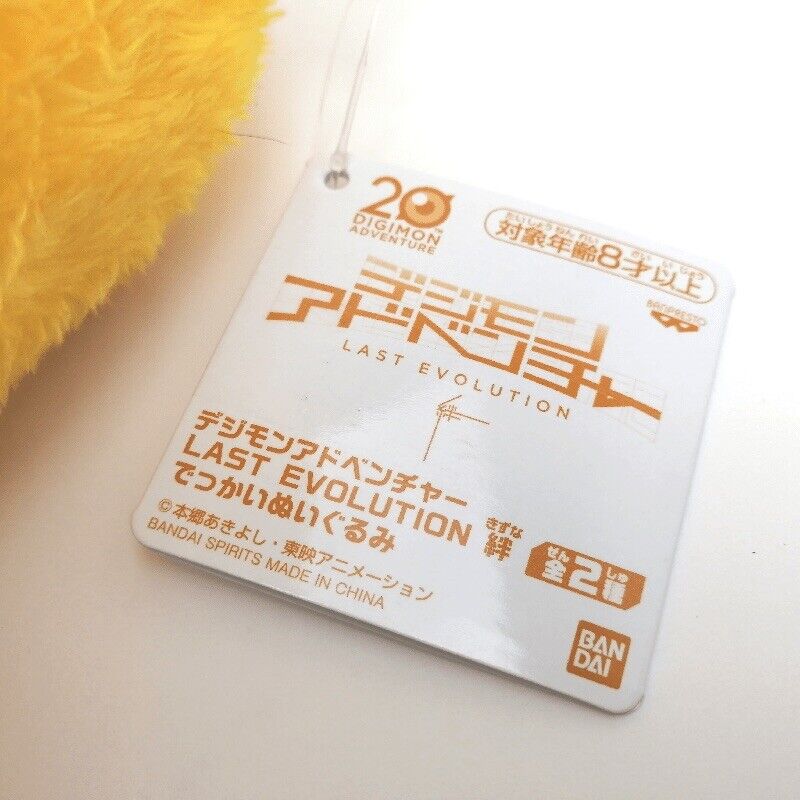 20
DIGIMON™
ADVENTURE
たいしょうねんれい さいいじょう
対象年齢8才以上
BANPRESTO
デジモン
アドベンチャー
LAST EVOLUTION
絆
デジモンアドベンチャー
LAST EVOLUTION 絆
きずな
でっかいぬいぐるみ
ぜん しゅ
全2種
©本郷あきよし・東映アニメーション
BANDAI SPIRITS MADE IN CHINA
BAN
DAI